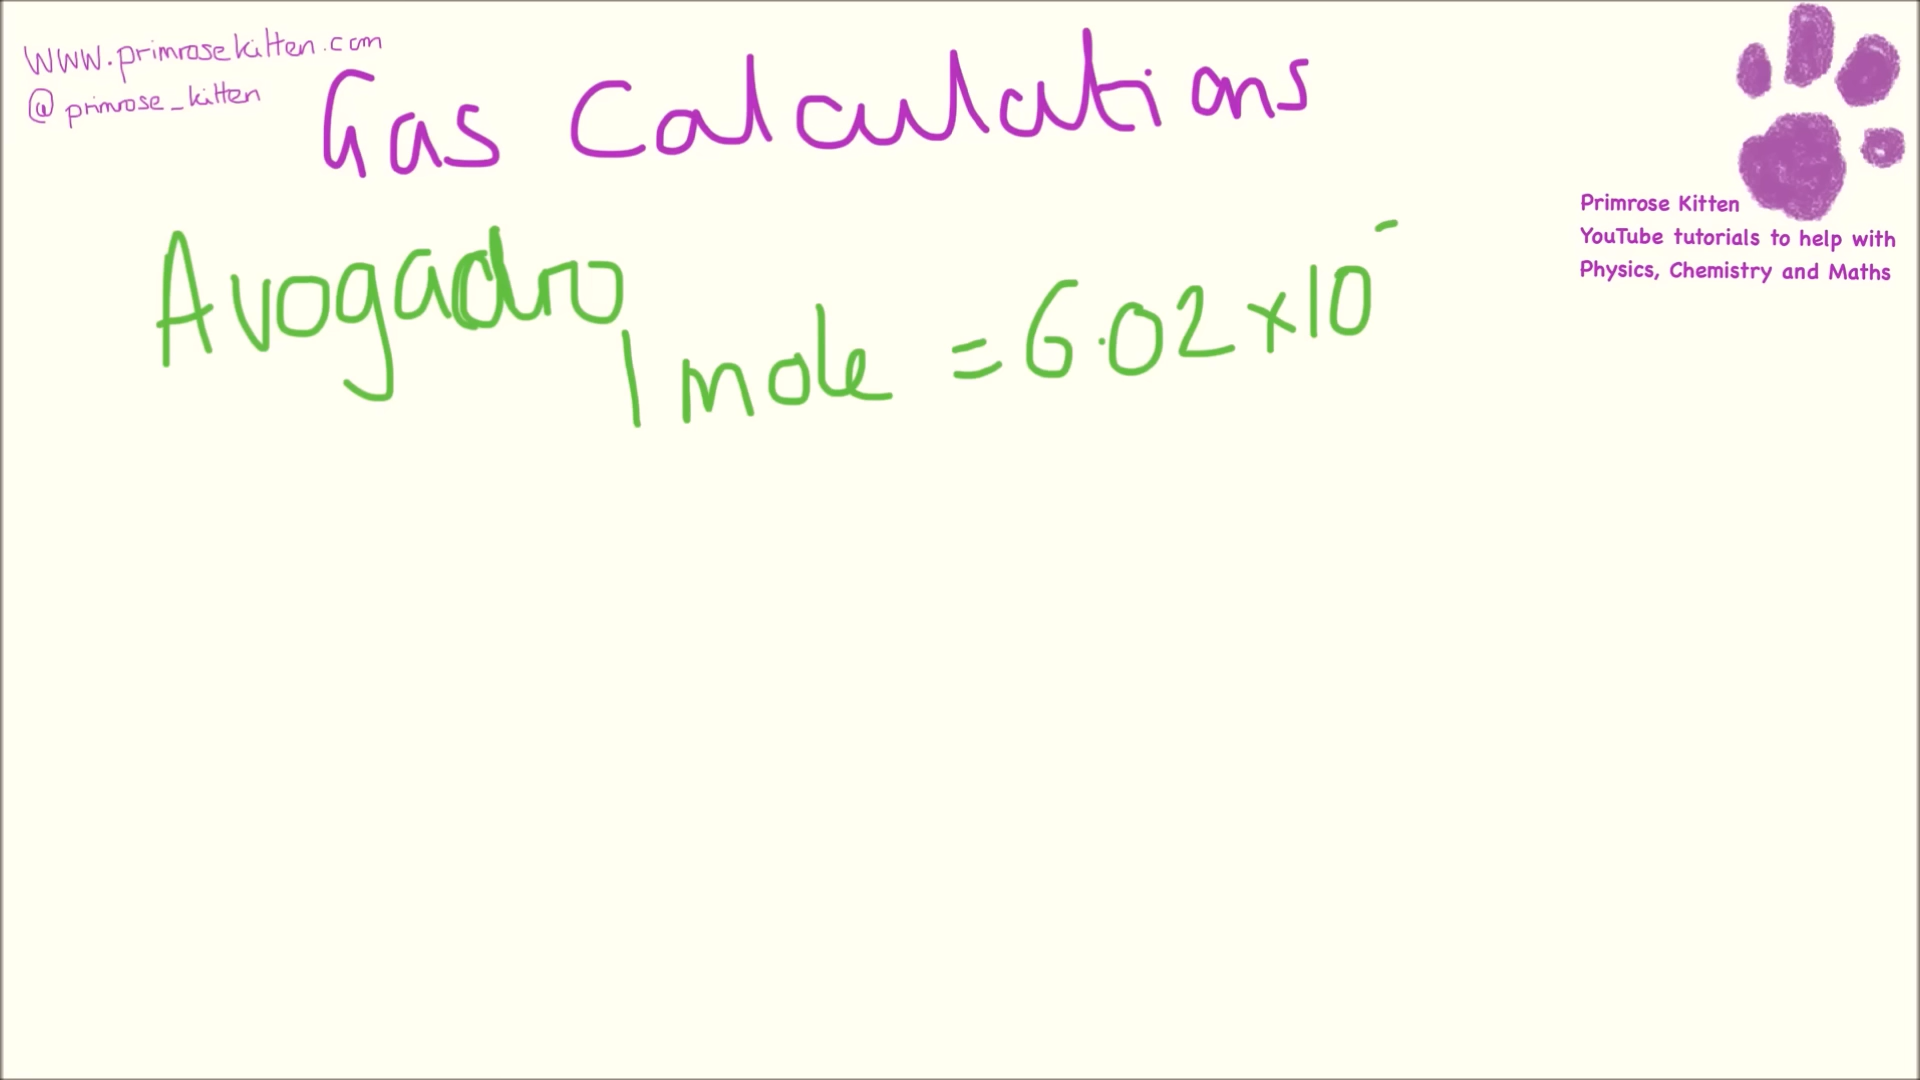 www.primrosekitten.com
@primrose_kitten
Gas Calculations
Primrose Kitten
YouTube tutorials to help with
Physics, Chemistry and Maths
Avogadro
1 mole = 6.02 x 10⁻